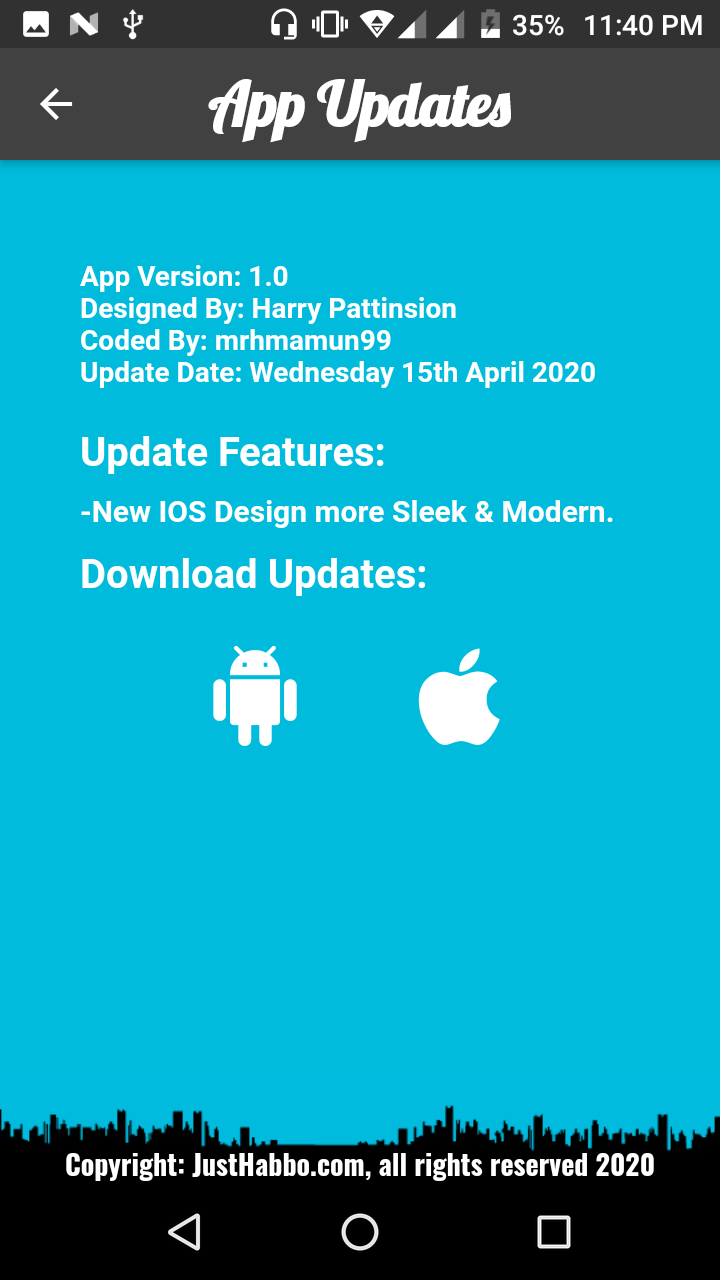 35% 11:40 PM
App Updates
App Version: 1.0
Designed By: Harry Pattinsion
Coded By: mrhmamun99
Update Date: Wednesday 15th April 2020
Update Features:
-New IOS Design more Sleek & Modern.
Download Updates:
Copyright: JustHabbo.com, all rights reserved 2020